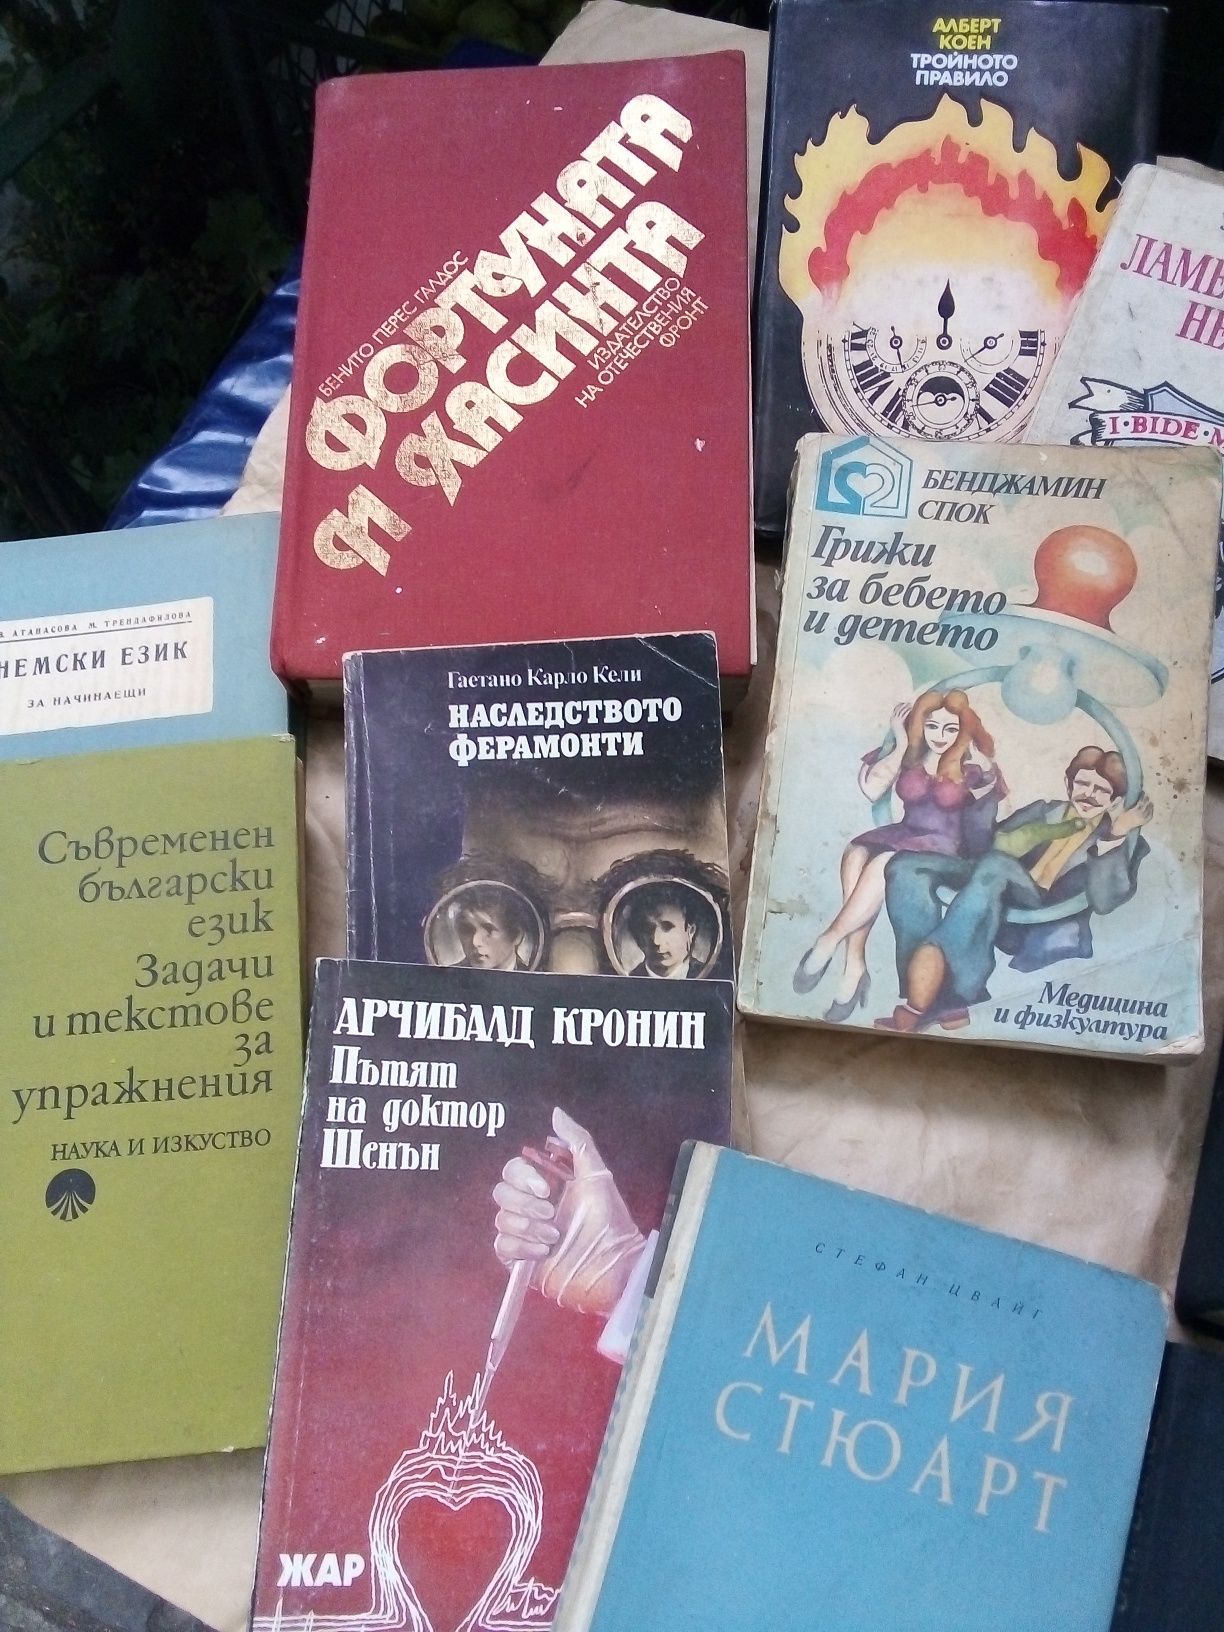 АЛБЕРТ
КОЕН
ТРОЙНОТО
ПРАВИЛО
БЕНИТО ПЕРЕС ГАЛДОС
ФОРТУНАТА
И ХАСИНТА
ИЗДАТЕЛСТВО
НА ОТЕЧЕСТВЕНИЯ
ФРОНТ
ЛАМЕ
НЕ
I·BIDE·M
БЕНДЖАМИН
СПОК
Грижи
за бебето
и детето
Медицина
и физкултура
АТАНАСОВА М. ТРЕНДАФИЛОВА
НЕМСКИ ЕЗИК
ЗА НАЧИНАЕЩИ
Гаетано Карло Кели
НАСЛЕДСТВОТО
ФЕРАМОНТИ
Съвременен
български
език
Задачи
и текстове
за
упражнения
НАУКА И ИЗКУСТВО
АРЧИБАЛД КРОНИН
Пътят
на доктор
Шенън
ЖАР
СТЕФАН ЦВАЙГ
МАРИЯ
СТЮАРТ